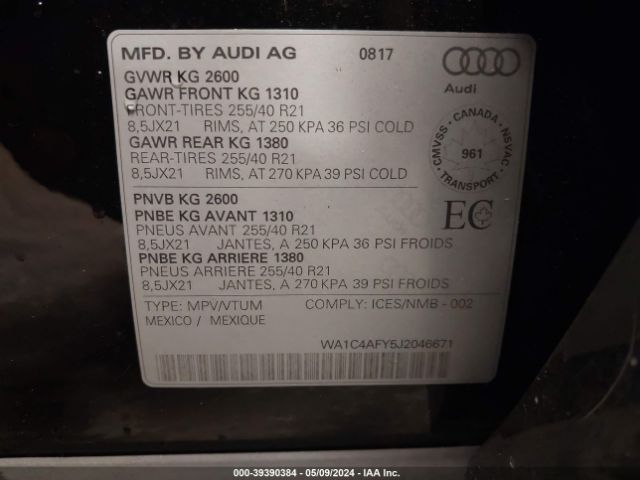 MFD. BY AUDI AG 0817
GVWR KG 2600
GAWR FRONT KG 1310
FRONT-TIRES 255/40 R21
8,5JX21 RIMS, AT 250 KPA 36 PSI COLD
GAWR REAR KG 1380
REAR-TIRES 255/40 R21
8,5JX21 RIMS, AT 270 KPA 39 PSI COLD
Audi
CMVSS - CANADA - NSVAC
961
TRANSPORT
PNVB KG 2600
PNBE KG AVANT 1310
PNEUS AVANT 255/40 R21
8,5JX21 JANTES, A 250 KPA 36 PSI FROIDS
PNBE KG ARRIERE 1380
PNEUS ARRIERE 255/40 R21
8,5JX21 JANTES, A 270 KPA 39 PSI FROIDS
EC
TYPE: MPV/VTUM COMPLY: ICES/NMB - 002
MEXICO / MEXIQUE
WA1C4AFY5J2046671
000-39390384 / 05/09/2024 - IAA Inc.